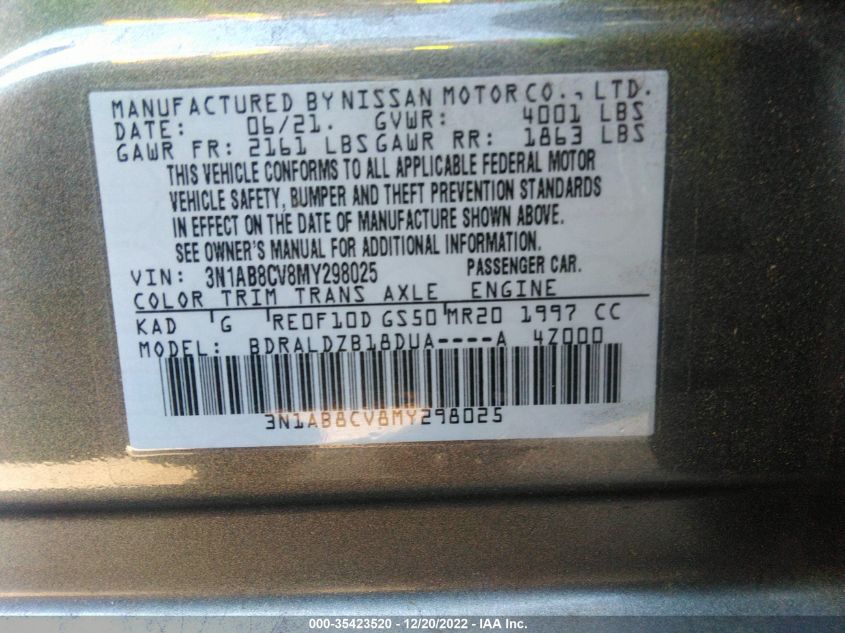 MANUFACTURED BY NISSAN MOTOR CO., LTD.
DATE: 06/21. GVWR: 4001 LBS
GAWR FR: 2161 LBS GAWR RR: 1863 LBS
THIS VEHICLE CONFORMS TO ALL APPLICABLE FEDERAL MOTOR
VEHICLE SAFETY, BUMPER AND THEFT PREVENTION STANDARDS
IN EFFECT ON THE DATE OF MANUFACTURE SHOWN ABOVE.
SEE OWNER'S MANUAL FOR ADDITIONAL INFORMATION.
VIN: 3N1AB8CV8MY298025 PASSENGER CAR.
COLOR TRIM TRANS AXLE ENGINE
KAD G RE0F10D GS50 MR20 1997 CC
MODEL: BDRALDZB18DUA----A 4Z000
3N1AB8CV8MY298025
000-35423520 - 12/20/2022 - IAA Inc.